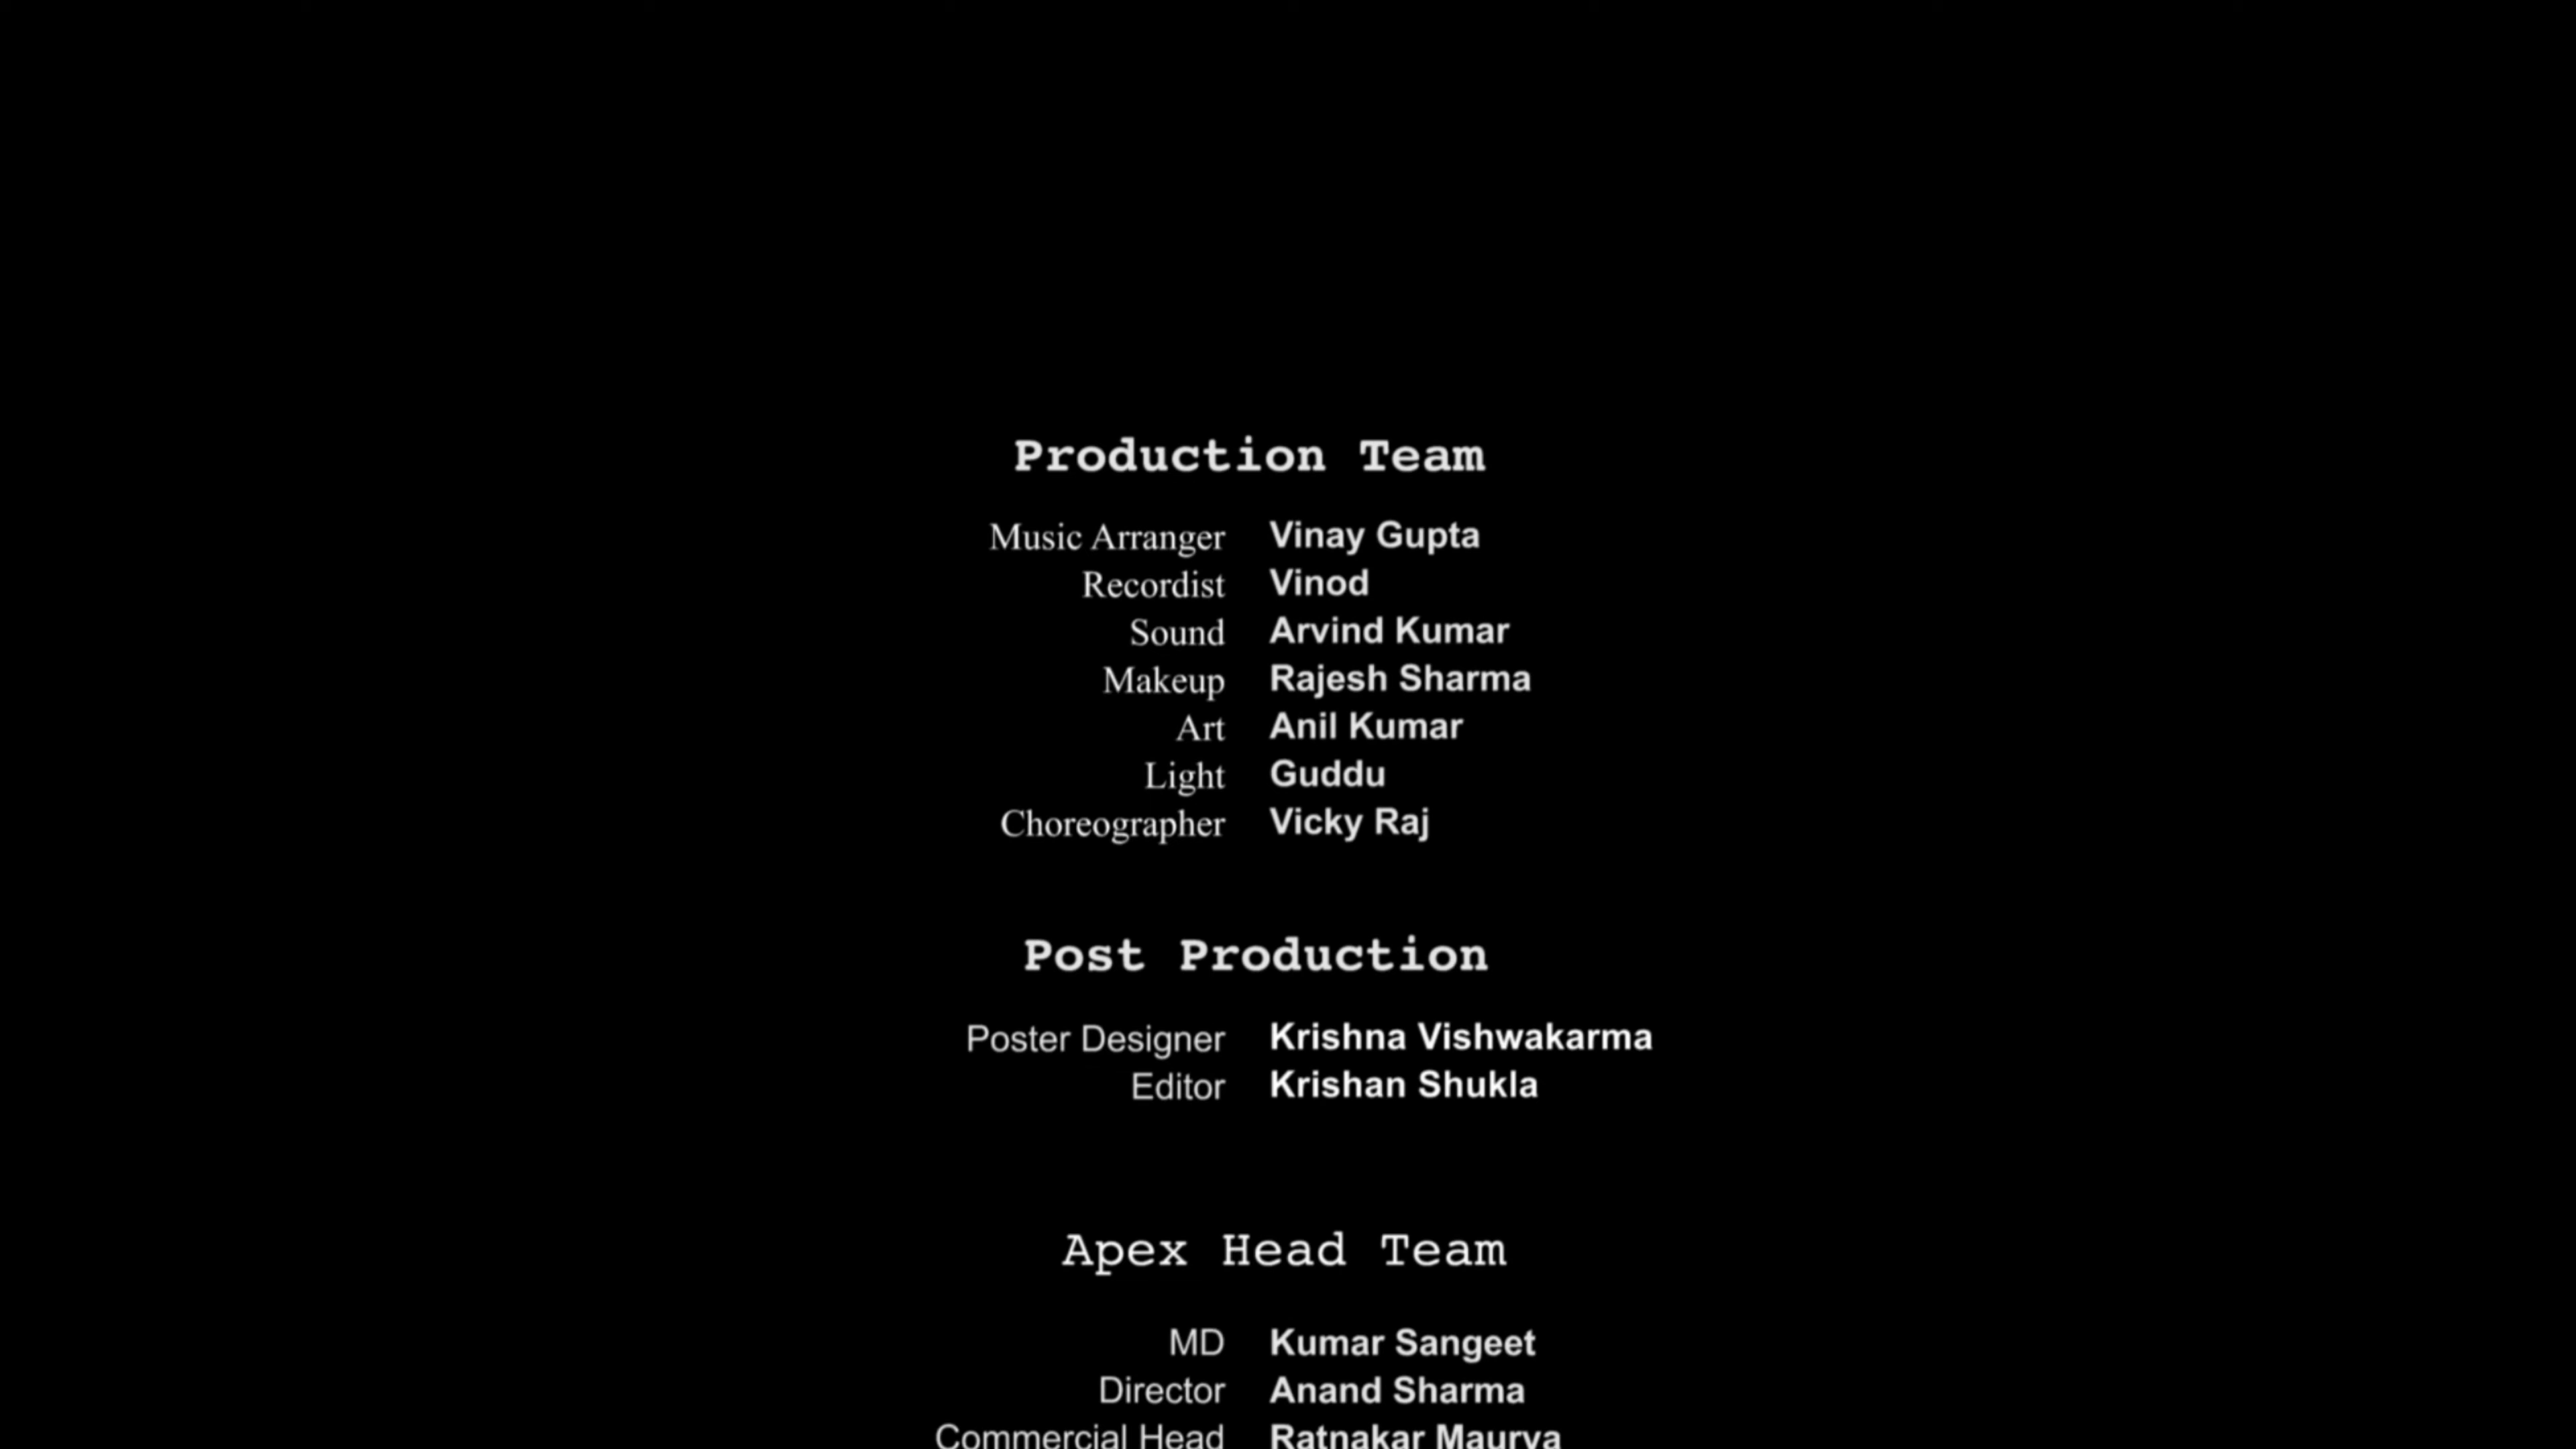 Production Team
Music Arranger Vinay Gupta
Recordist Vinod
Sound Arvind Kumar
Makeup Rajesh Sharma
Art Anil Kumar
Light Guddu
Choreographer Vicky Raj
Post Production
Poster Designer Krishna Vishwakarma
Editor Krishan Shukla
Apex Head Team
MD Kumar Sangeet
Director Anand Sharma
Commercial Head Ratnakar Maurya